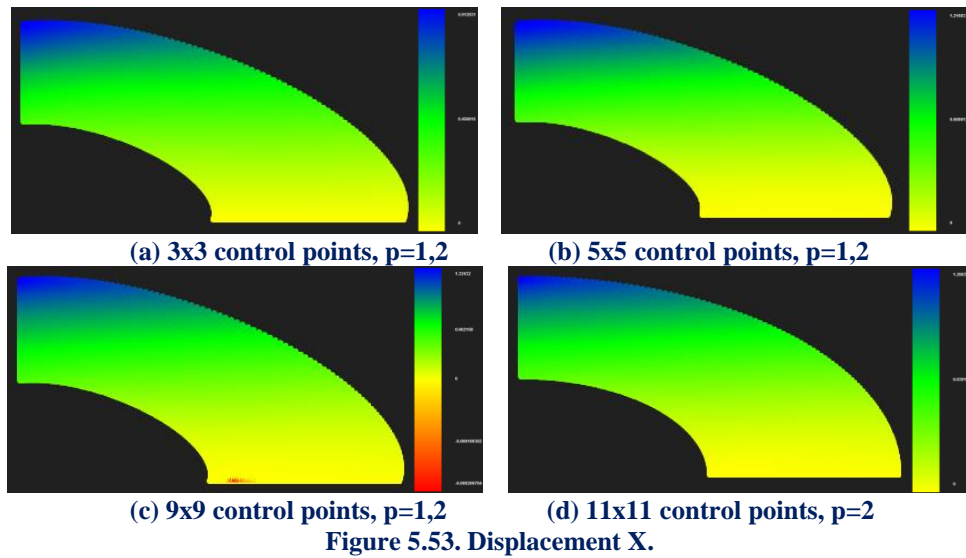 (a) 3x3 control points, p=1,2
(b) 5x5 control points, p=1,2
(c) 9x9 control points, p=1,2
(d) 11x11 control points, p=2
Figure 5.53. Displacement X.